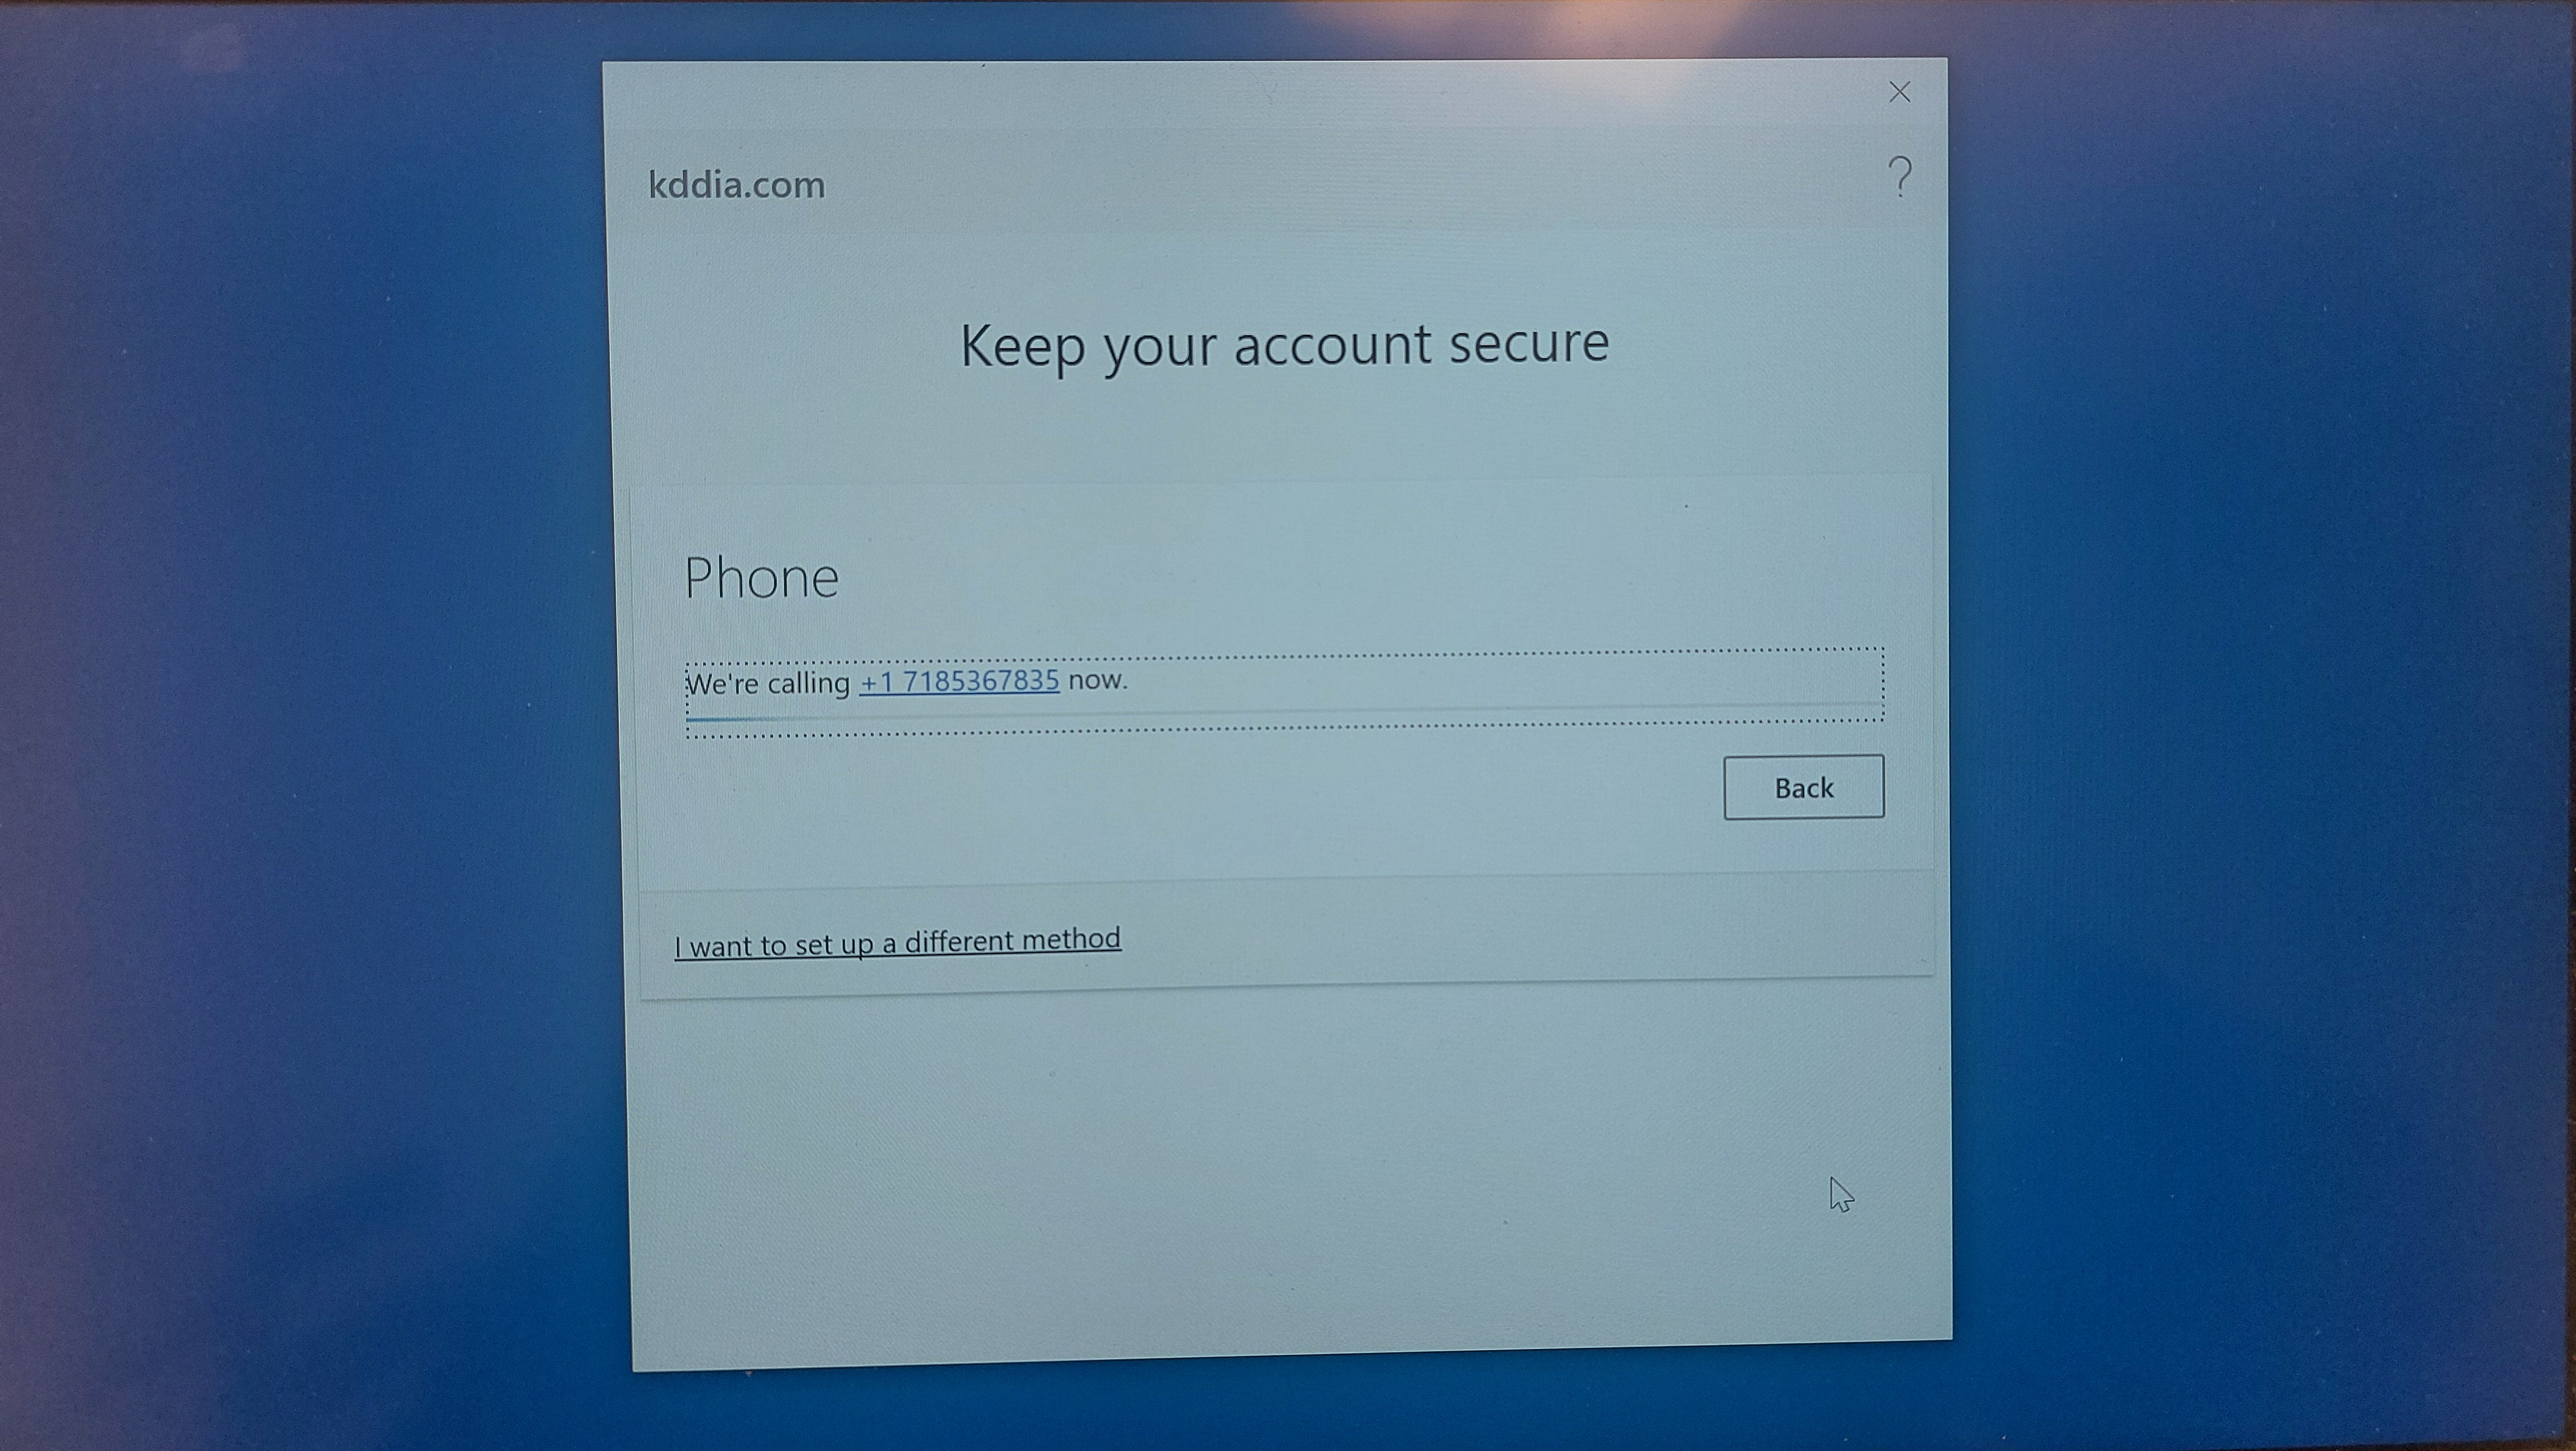 kddia.com
?
Keep your account secure
Phone
We're calling +1 7185367835 now.
Back
I want to set up a different method